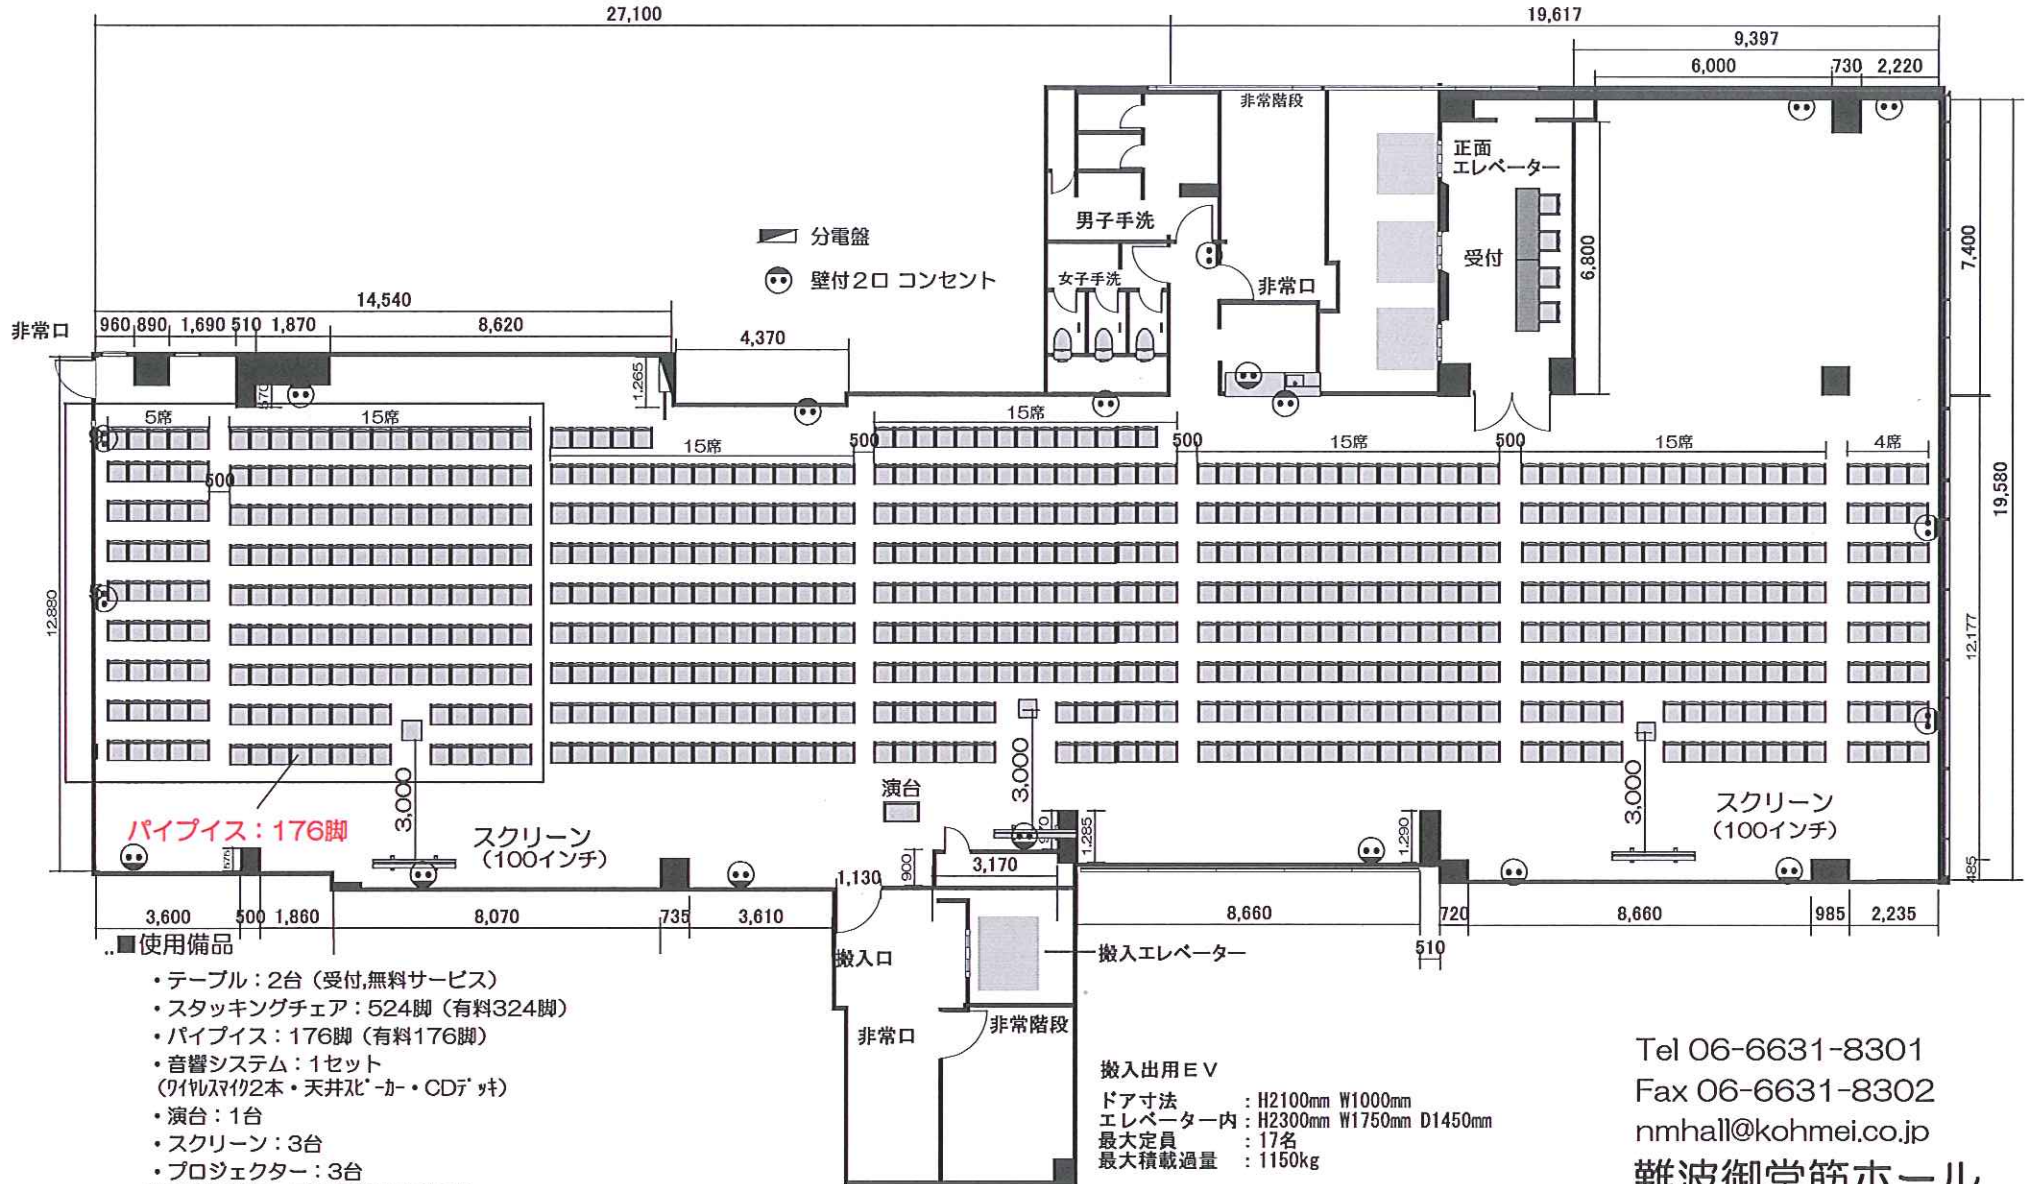 27,100
19,617
9,397
6,000
730
2,220
非常階段
正面
エレベーター
男子手洗
分電盤
壁付2口 コンセント
女子手洗
非常口
受付
6,800
7,400
19,580
14,540
非常口
960
890
1,690
510
1,870
8,620
4,370
570
1,265
5席
15席
15席
15席
500
500
15席
500
15席
4席
500
12,880
12,177
3,000
3,000
3,000
演台
パイプイス：176脚
スクリーン
（100インチ）
スクリーン
（100インチ）
575
900
3,170
1,130
1,285
1,290
485
3,600
500
1,860
8,070
735
3,610
8,660
720
8,660
985
2,235
510
■使用備品
・テーブル：2台（受付,無料サービス）
・スタッキングチェア：524脚（有料324脚）
・パイプイス：176脚（有料176脚）
・音響システム：1セット
（ワイヤレスマイク2本・天井スピーカー・CDデッキ）
・演台：1台
・スクリーン：3台
・プロジェクター：3台
搬入口
搬入エレベーター
非常口
非常階段
搬入出用ＥＶ
ドア寸法 ：H2100mm W1000mm
エレベーター内：H2300mm W1750mm D1450mm
最大定員 ：17名
最大積載過量 ：1150kg
Tel 06-6631-8301
Fax 06-6631-8302
nmhall@kohmei.co.jp
難波御堂筋ホール